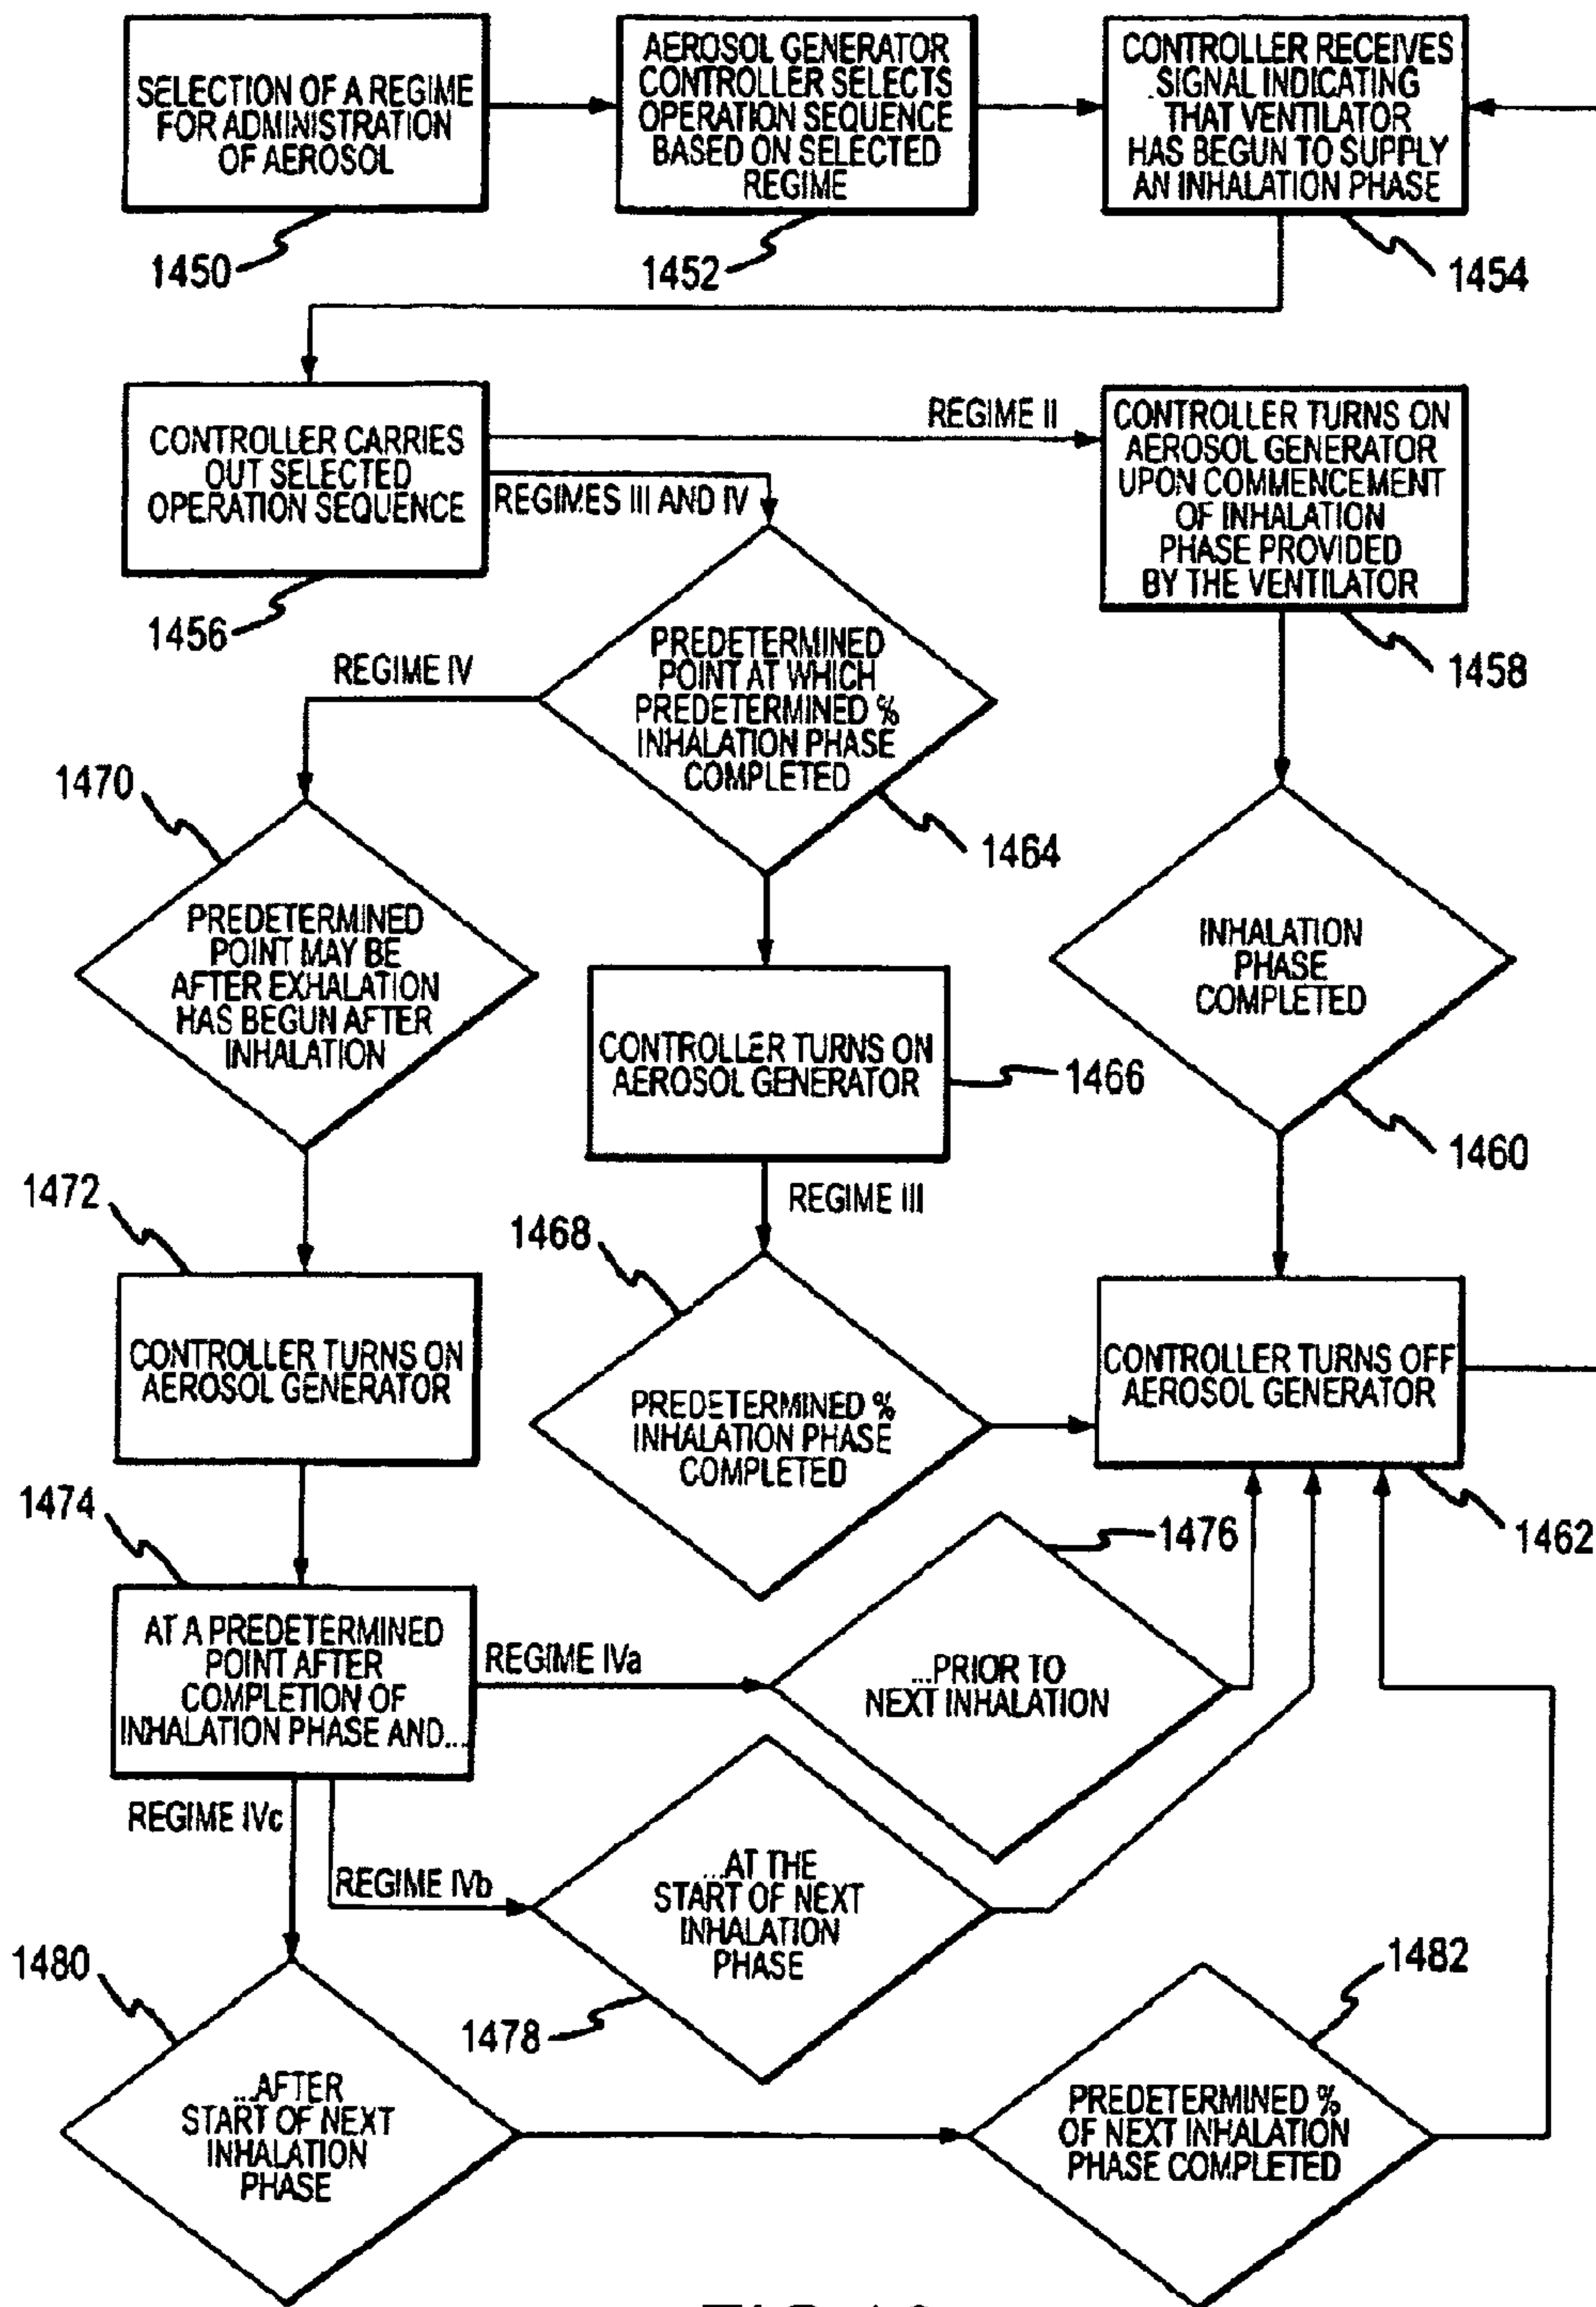 SELECTION OF A REGIME
FOR ADMINISTRATION
OF AEROSOL
1450
AEROSOL GENERATOR
CONTROLLER SELECTS
OPERATION SEQUENCE
BASED ON SELECTED
REGIME
1452
CONTROLLER RECEIVES
SIGNAL INDICATING
THAT VENTILATOR
HAS BEGUN TO SUPPLY
AN INHALATION PHASE
1454
CONTROLLER CARRIES
OUT SELECTED
OPERATION SEQUENCE
1456
REGIME II
REGIMES III AND IV
CONTROLLER TURNS ON
AEROSOL GENERATOR
UPON COMMENCEMENT
OF INHALATION
PHASE PROVIDED
BY THE VENTILATOR
1458
REGIME IV
PREDETERMINED
POINT AT WHICH
PREDETERMINED %
INHALATION PHASE
COMPLETED
1464
1470
PREDETERMINED
POINT MAY BE
AFTER EXHALATION
HAS BEGUN AFTER
INHALATION
INHALATION
PHASE
COMPLETED
1460
CONTROLLER TURNS ON
AEROSOL GENERATOR
1466
REGIME III
1472
CONTROLLER TURNS ON
AEROSOL GENERATOR
1468
PREDETERMINED %
INHALATION PHASE
COMPLETED
CONTROLLER TURNS OFF
AEROSOL GENERATOR
1462
1474
AT A PREDETERMINED
POINT AFTER
COMPLETION OF
INHALATION PHASE AND...
REGIME IVa
1476
...PRIOR TO
NEXT INHALATION
REGIME IVc
REGIME IVb
...AT THE
START OF NEXT
INHALATION
PHASE
1478
1480
...AFTER
START OF NEXT
INHALATION
PHASE
1482
PREDETERMINED %
OF NEXT INHALATION
PHASE COMPLETED